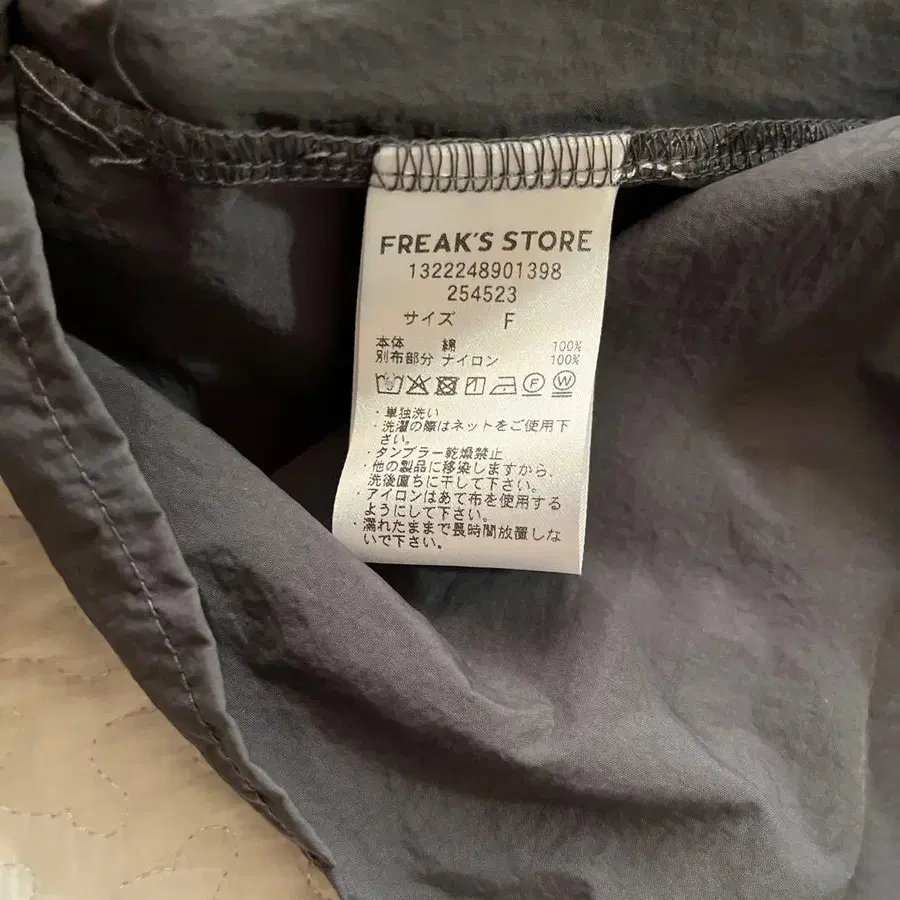 FREAK'S STORE
1322248901398
254523
サイズ F
本体 綿 100%
別布部分 ナイロン 100%
F W
・単独洗い
・洗濯の際はネットをご使用下
さい。
・タンブラー乾燥禁止
・他の製品に移染しますから、
洗後直ちに干して下さい。
・アイロンはあて布を使用する
ようにして下さい。
・濡れたままで長時間放置しな
いで下さい。